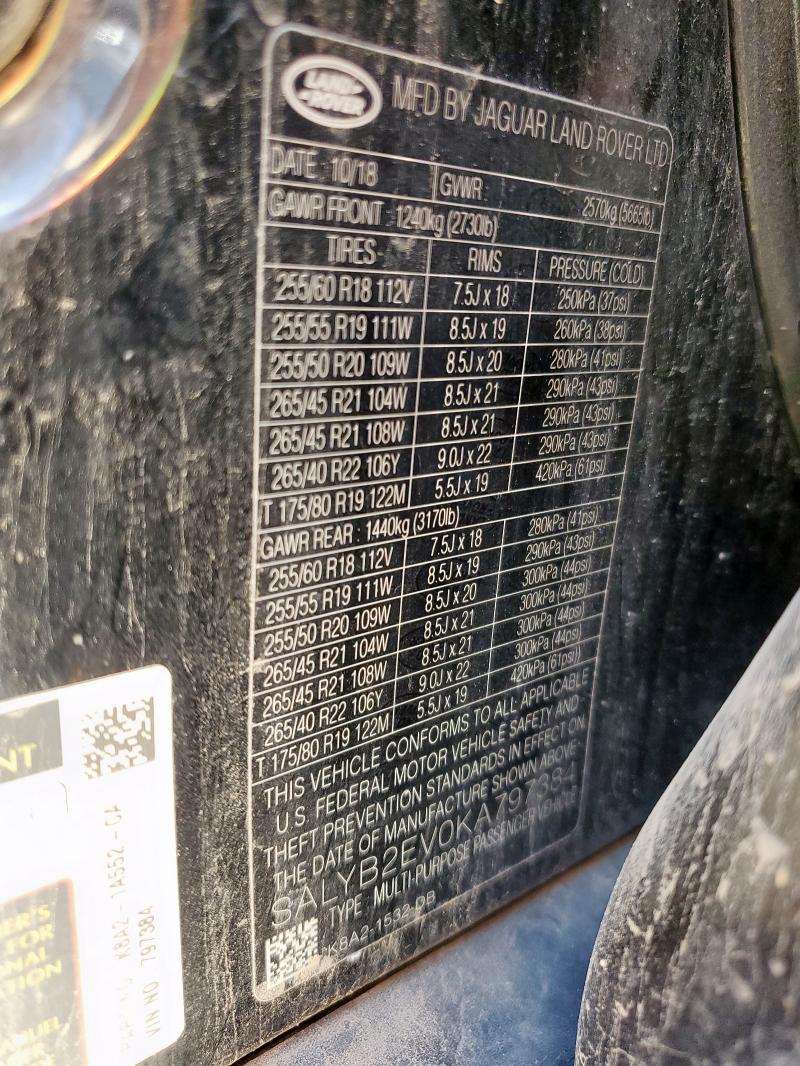 LAND ROVER
MFD BY JAGUAR LAND ROVER LTD
DATE : 10/18 GVWR : 2570kg (5665lb)
GAWR FRONT : 1240kg (2730lb)
TIRES RIMS PRESSURE (COLD)
255/60 R18 112V 7.5J x 18 250kPa (37psi)
255/55 R19 111W 8.5J x 19 260kPa (38psi)
255/50 R20 109W 8.5J x 20 280kPa (41psi)
265/45 R21 104W 8.5J x 21 290kPa (43psi)
265/45 R21 108W 8.5J x 21 290kPa (43psi)
265/40 R22 106Y 9.0J x 22 290kPa (43psi)
T 175/80 R19 122M 5.5J x 19 420kPa (61psi)
GAWR REAR : 1440kg (3170lb)
255/60 R18 112V 7.5J x 18 280kPa (41psi)
255/55 R19 111W 8.5J x 19 290kPa (43psi)
255/50 R20 109W 8.5J x 20 300kPa (44psi)
265/45 R21 104W 8.5J x 21 300kPa (44psi)
265/45 R21 108W 8.5J x 21 300kPa (44psi)
265/40 R22 106Y 9.0J x 22 300kPa (44psi)
T 175/80 R19 122M 5.5J x 19 420kPa (61psi)
THIS VEHICLE CONFORMS TO ALL APPLICABLE
U.S. FEDERAL MOTOR VEHICLE SAFETY AND
THEFT PREVENTION STANDARDS IN EFFECT ON
THE DATE OF MANUFACTURE SHOWN ABOVE
SALYB2EV0KA797384
TYPE MULTI-PURPOSE PASSENGER VEHICLE
K8A2-1532-DB
NT
K8A2 - 1A552 - CA
VIN NO 797384
ER'S
TOR
ONAL
TION
UEL